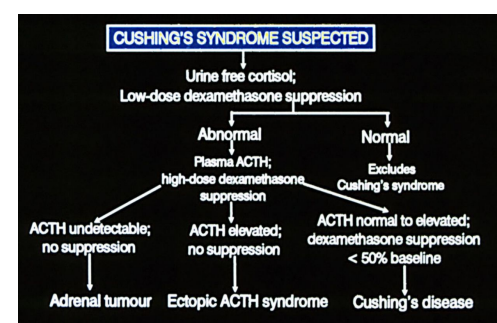 CUSHING'S SYNDROME SUSPECTED
Urine free cortisol;
Low-dose dexamethasone suppression
Abnormal
Normal
Plasma ACTH;
high-dose dexamethasone
suppression
Excludes
Cushing's syndrome
ACTH undetectable;
no suppression
ACTH elevated;
no suppression
ACTH normal to elevated;
dexamethasone suppression
< 50% baseline
Adrenal tumour
Ectopic ACTH syndrome
Cushing's disease